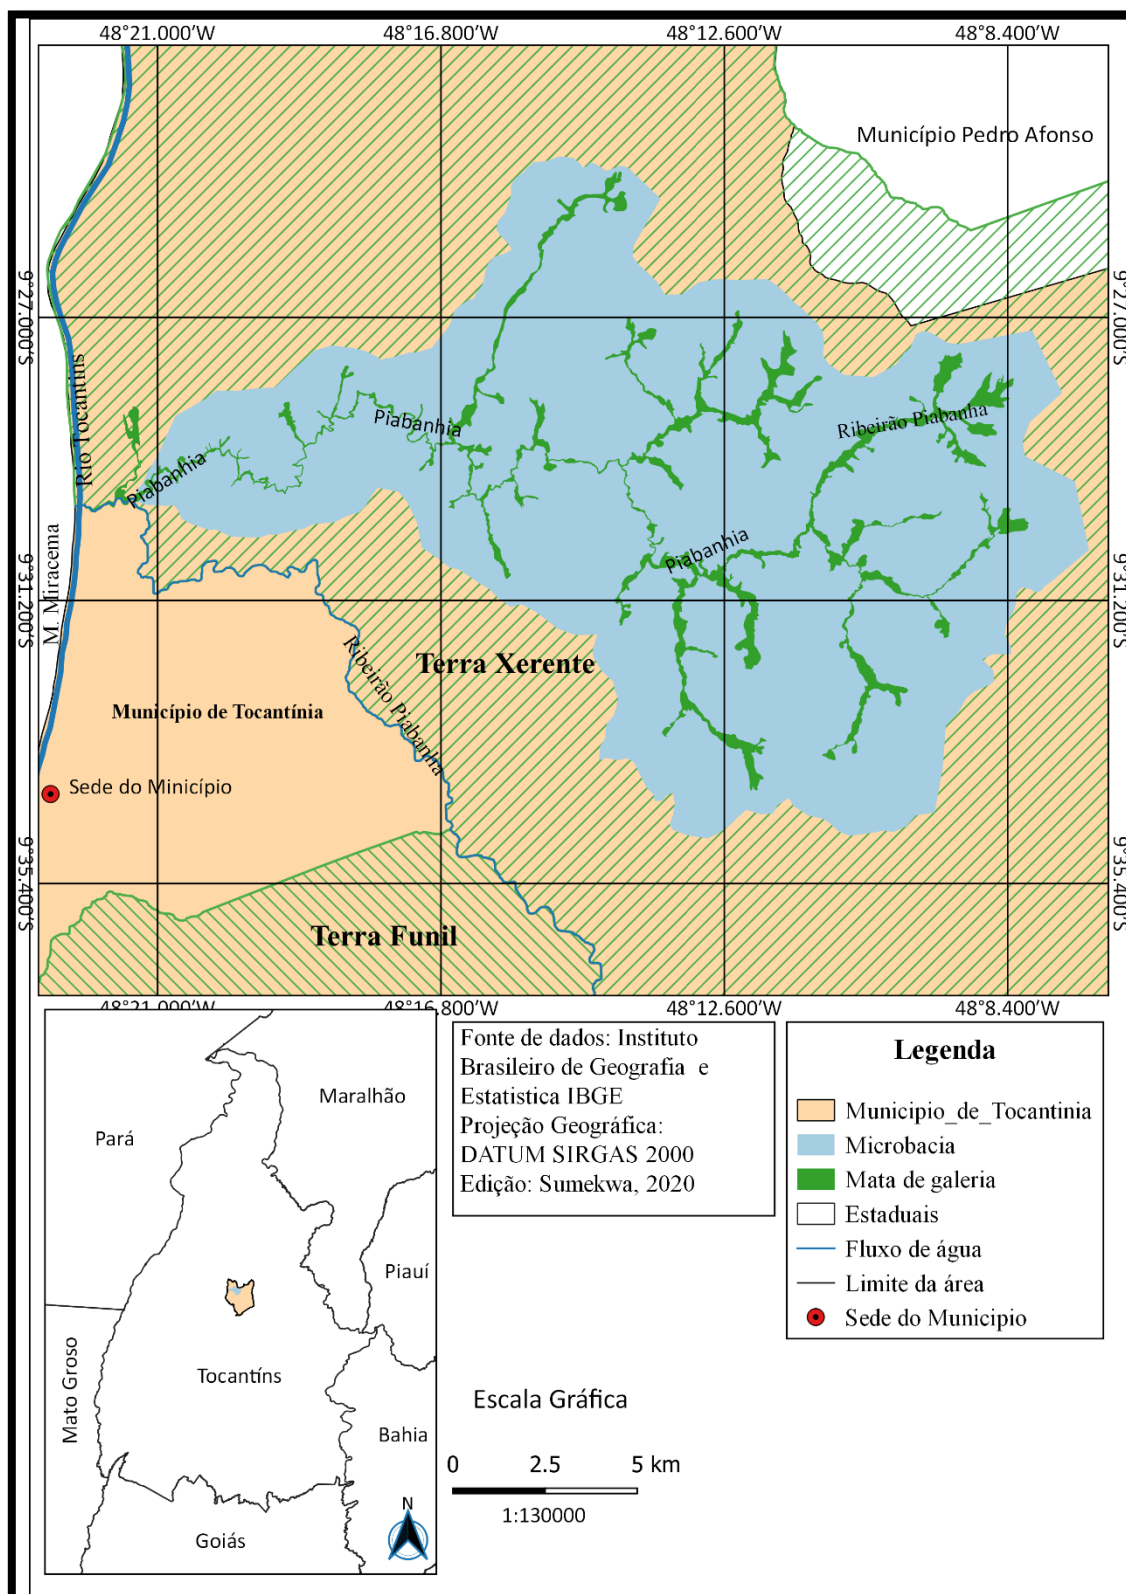 48°21.000'W 48°16.800'W 48°12.600'W 48°8.400'W
Município Pedro Afonso
9°27.000'S 9°27.000'S
Rio Tocantins
Piabanhia
Ribeirão Piabanha
Piabanhia
Piabanhia
M. Miracema
9°31.200'S 9°31.200'S
Ribeirão Piabanha
Terra Xerente
Município de Tocantínia
Sede do Minicípio
9°35.400'S 9°35.400'S
Terra Funil
48°21.000'W 48°16.800'W 48°12.600'W 48°8.400'W
Maralhão
Pará
Piauí
Mato Groso
Tocantíns
Bahia
Goiás
N
Fonte de dados: Instituto
Brasileiro de Geografia e
Estatistica IBGE
Projeção Geográfica:
DATUM SIRGAS 2000
Edição: Sumekwa, 2020
Legenda
Municipio_de_Tocantinia
Microbacia
Mata de galeria
Estaduais
Fluxo de água
Limite da área
Sede do Municipio
Escala Gráfica
0 2.5 5 km
1:130000